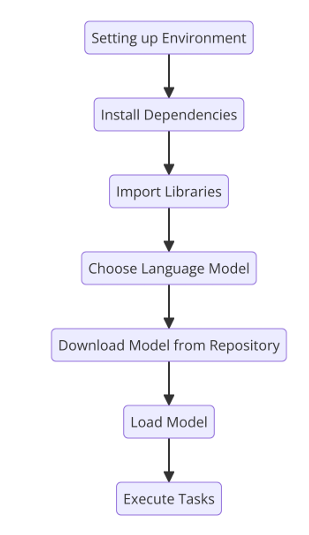 Setting up Environment
Install Dependencies
Import Libraries
Choose Language Model
Download Model from Repository
Load Model
Execute Tasks